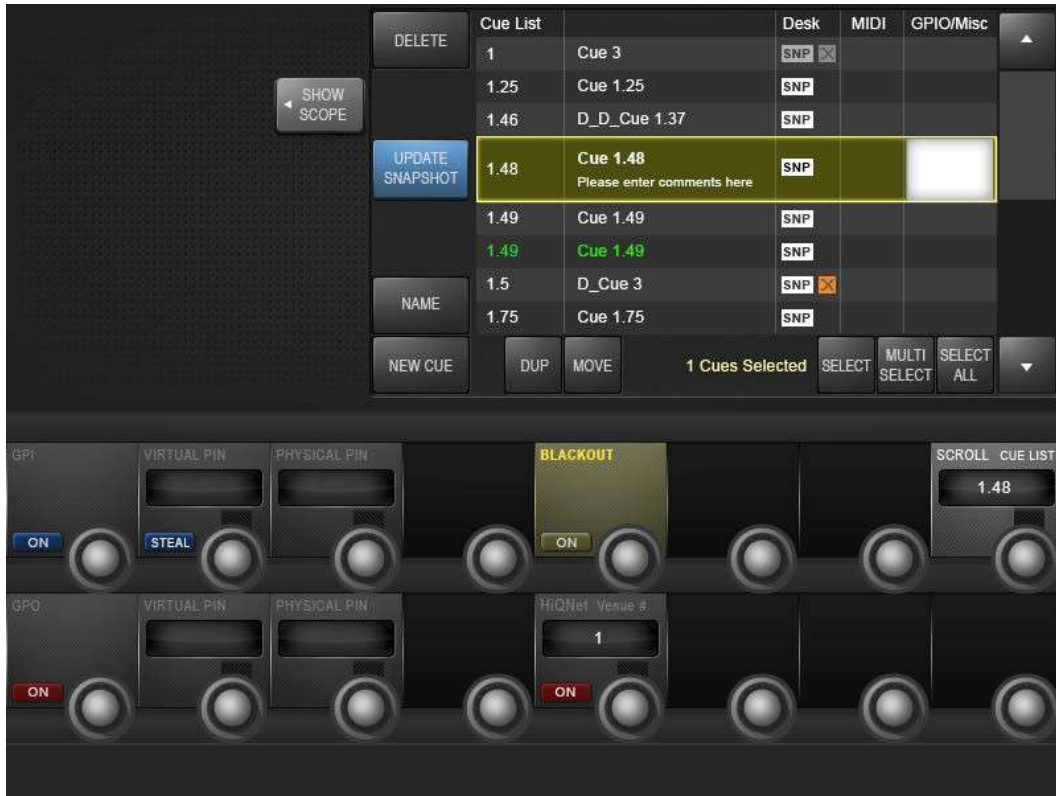 DELETE
Cue List Desk MIDI GPIO/Misc
1 Cue 3 SNP
SHOW
SCOPE
1.25 Cue 1.25 SNP
1.46 D_D_Cue 1.37 SNP
UPDATE
SNAPSHOT
1.48 Cue 1.48 SNP
Please enter comments here
1.49 Cue 1.49 SNP
1.49 Cue 1.49 SNP
NAME
1.5 D_Cue 3 SNP
1.75 Cue 1.75 SNP
NEW CUE DUP MOVE 1 Cues Selected SELECT
MULTI
SELECT
SELECT
ALL
GPI VIRTUAL PIN PHYSICAL PIN BLACKOUT SCROLL CUE LIST
1.48
ON STEAL ON
GPO VIRTUAL PIN PHYSICAL PIN HiQNet Venue #
1
ON ON